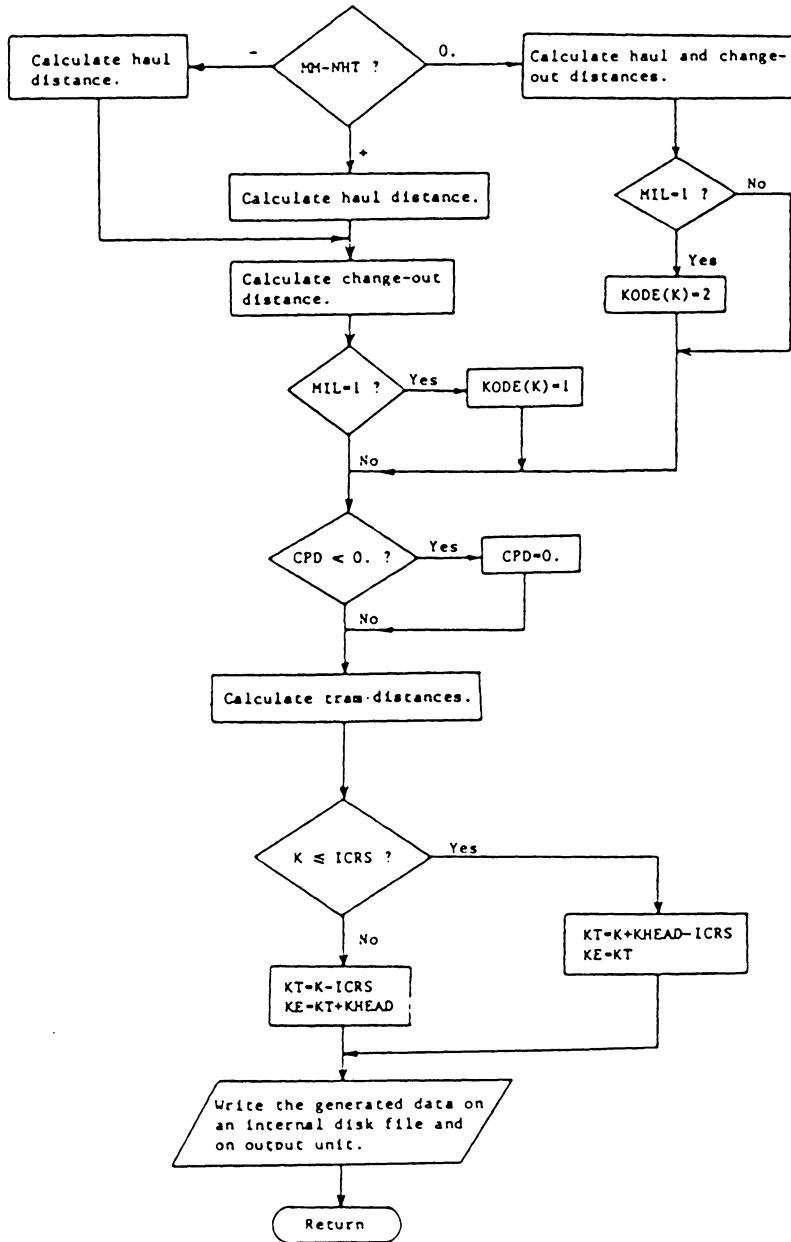 Calculate haul
distance.
-
MM-NHT ?
0.
Calculate haul and change-
out distances.
+
Calculate haul distance.
MIL=1 ?
No
Yes
KODE(K)=2
Calculate change-out
distance.
MIL=1 ?
Yes
KODE(K)=1
No
CPD < 0. ?
Yes
CPD=0.
No
Calculate tram distances.
K ≤ ICRS ?
Yes
No
KT=K+KHEAD-ICRS
KE=KT
KT=K-ICRS
KE=KT+KHEAD
Write the generated data on
an internal disk file and
on output unit.
Return